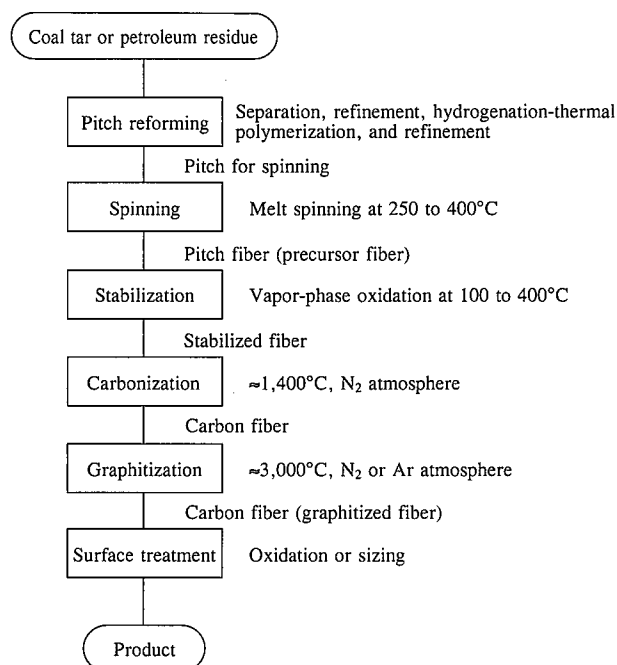 Coal tar or petroleum residue
Pitch reforming
Separation, refinement, hydrogenation-thermal
polymerization, and refinement
Pitch for spinning
Spinning
Melt spinning at 250 to 400°C
Pitch fiber (precursor fiber)
Stabilization
Vapor-phase oxidation at 100 to 400°C
Stabilized fiber
Carbonization
≈1,400°C, N₂ atmosphere
Carbon fiber
Graphitization
≈3,000°C, N₂ or Ar atmosphere
Carbon fiber (graphitized fiber)
Surface treatment
Oxidation or sizing
Product